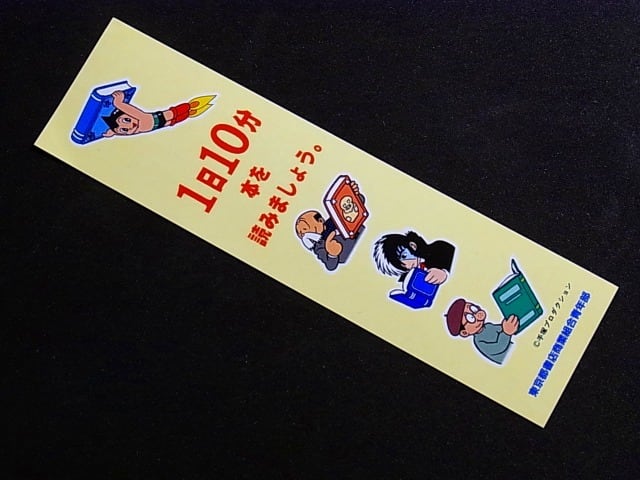 1日10分
本を
読みましょう。
©手塚プロダクション
東京都書店商業組合青年部